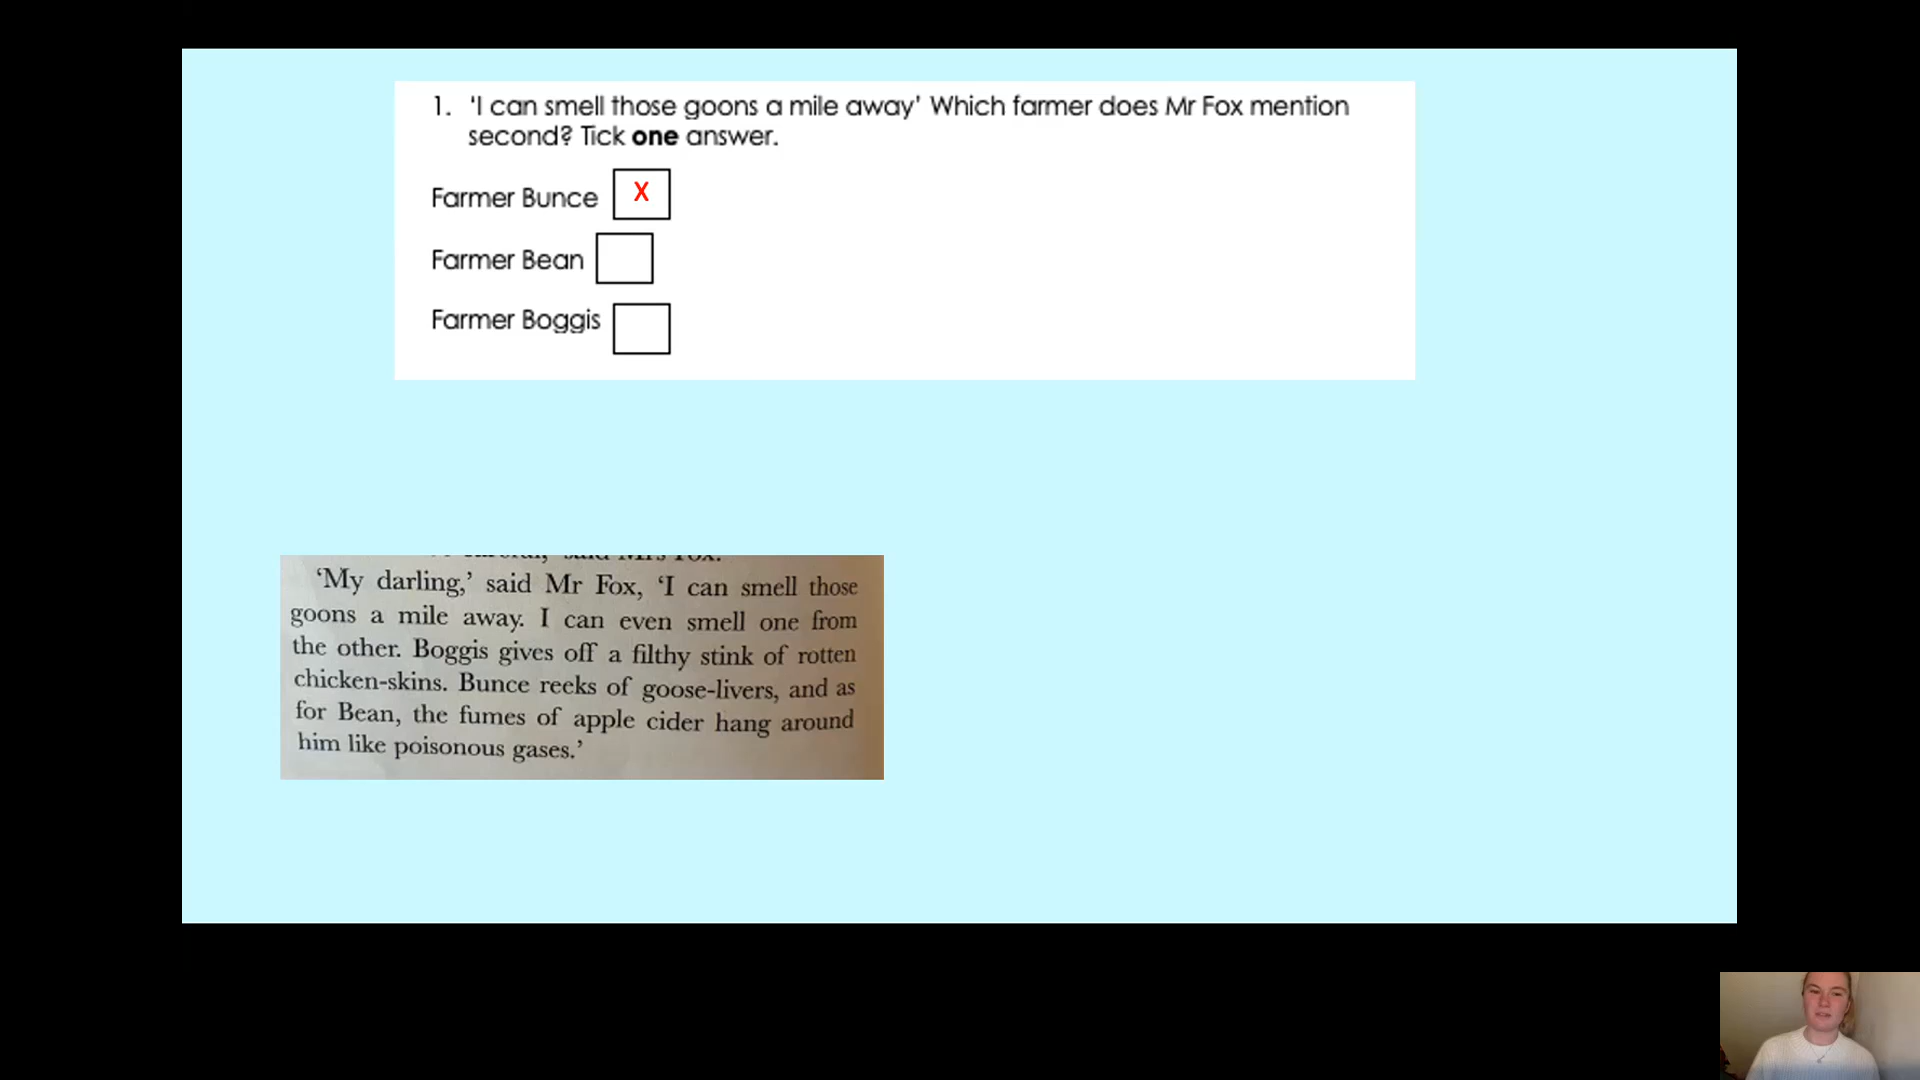 1. ‘I can smell those goons a mile away’ Which farmer does Mr Fox mention
second? Tick one answer.
Farmer Bunce X
Farmer Bean
Farmer Boggis
said Mrs Fox.
‘My darling,’ said Mr Fox, ‘I can smell those
goons a mile away. I can even smell one from
the other. Boggis gives off a filthy stink of rotten
chicken-skins. Bunce reeks of goose-livers, and as
for Bean, the fumes of apple cider hang around
him like poisonous gases.’